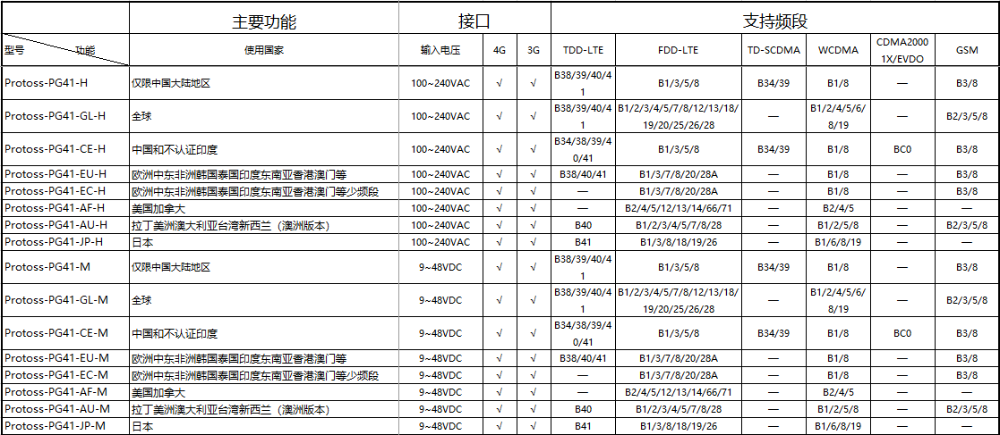 主要功能 接口 支持频段
型号 功能 使用国家 输入电压 4G 3G TDD-LTE FDD-LTE TD-SCDMA WCDMA CDMA2000 1X/EVDO GSM
Protoss-PG41-H 仅限中国大陆地区 100~240VAC √ √ B38/39/40/41 B1/3/5/8 B34/39 B1/8 — B3/8
Protoss-PG41-GL-H 全球 100~240VAC √ √ B38/39/40/41 B1/2/3/4/5/7/8/12/13/18/19/20/25/26/28 — B1/2/4/5/6/8/19 — B2/3/5/8
Protoss-PG41-CE-H 中国和不认证印度 100~240VAC √ √ B34/38/39/40/41 B1/3/5/8 B34/39 B1/8 BC0 B3/8
Protoss-PG41-EU-H 欧洲中东非洲韩国泰国印度东南亚香港澳门等 100~240VAC √ √ B38/40/41 B1/3/7/8/20/28A — B1/8 — B3/8
Protoss-PG41-EC-H 欧洲中东非洲韩国泰国印度东南亚香港澳门等少频段 100~240VAC √ √ — B1/3/7/8/20/28A — B1/8 — B3/8
Protoss-PG41-AF-H 美国加拿大 100~240VAC √ √ — B2/4/5/12/13/14/66/71 — B2/4/5 — —
Protoss-PG41-AU-H 拉丁美洲澳大利亚台湾新西兰（澳洲版本） 100~240VAC √ √ B40 B1/2/3/4/5/7/8/28 — B1/2/5/8 — B2/3/5/8
Protoss-PG41-JP-H 日本 100~240VAC √ √ B41 B1/3/8/18/19/26 — B1/6/8/19 — —
Protoss-PG41-M 仅限中国大陆地区 9~48VDC √ √ B38/39/40/41 B1/3/5/8 B34/39 B1/8 — B3/8
Protoss-PG41-GL-M 全球 9~48VDC √ √ B38/39/40/41 B1/2/3/4/5/7/8/12/13/18/19/20/25/26/28 — B1/2/4/5/6/8/19 — B2/3/5/8
Protoss-PG41-CE-M 中国和不认证印度 9~48VDC √ √ B34/38/39/40/41 B1/3/5/8 B34/39 B1/8 BC0 B3/8
Protoss-PG41-EU-M 欧洲中东非洲韩国泰国印度东南亚香港澳门等 9~48VDC √ √ B38/40/41 B1/3/7/8/20/28A — B1/8 — B3/8
Protoss-PG41-EC-M 欧洲中东非洲韩国泰国印度东南亚香港澳门等少频段 9~48VDC √ √ — B1/3/7/8/20/28A — B1/8 — B3/8
Protoss-PG41-AF-M 美国加拿大 9~48VDC √ √ — B2/4/5/12/13/14/66/71 — B2/4/5 — —
Protoss-PG41-AU-M 拉丁美洲澳大利亚台湾新西兰（澳洲版本） 9~48VDC √ √ B40 B1/2/3/4/5/7/8/28 — B1/2/5/8 — B2/3/5/8
Protoss-PG41-JP-M 日本 9~48VDC √ √ B41 B1/3/8/18/19/26 — B1/6/8/19 — —